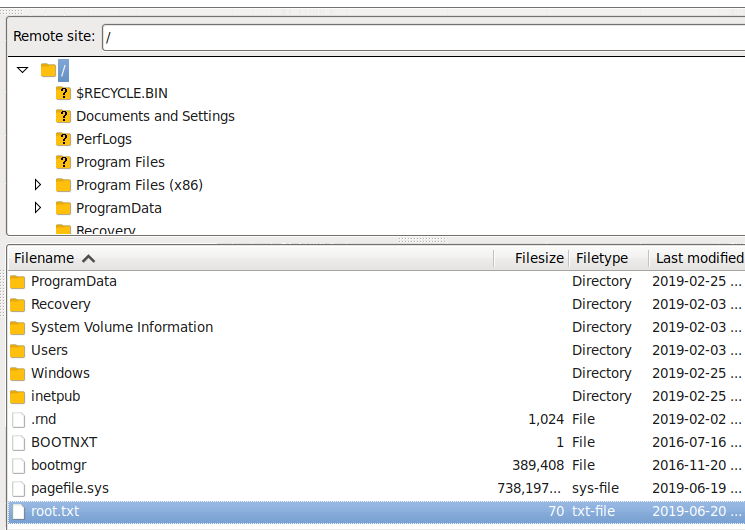 Remote site: /
/
$RECYCLE.BIN
Documents and Settings
PerfLogs
Program Files
Program Files (x86)
ProgramData
Recovery
Filename Filesize Filetype Last modified
ProgramData Directory 2019-02-25 ...
Recovery Directory 2019-02-03 ...
System Volume Information Directory 2019-02-03 ...
Users Directory 2019-02-03 ...
Windows Directory 2019-02-25 ...
inetpub Directory 2019-02-25 ...
.rnd 1,024 File 2019-02-02 ...
BOOTNXT 1 File 2016-07-16 ...
bootmgr 389,408 File 2016-11-20 ...
pagefile.sys 738,197... sys-file 2019-06-19 ...
root.txt 70 txt-file 2019-06-20 ...